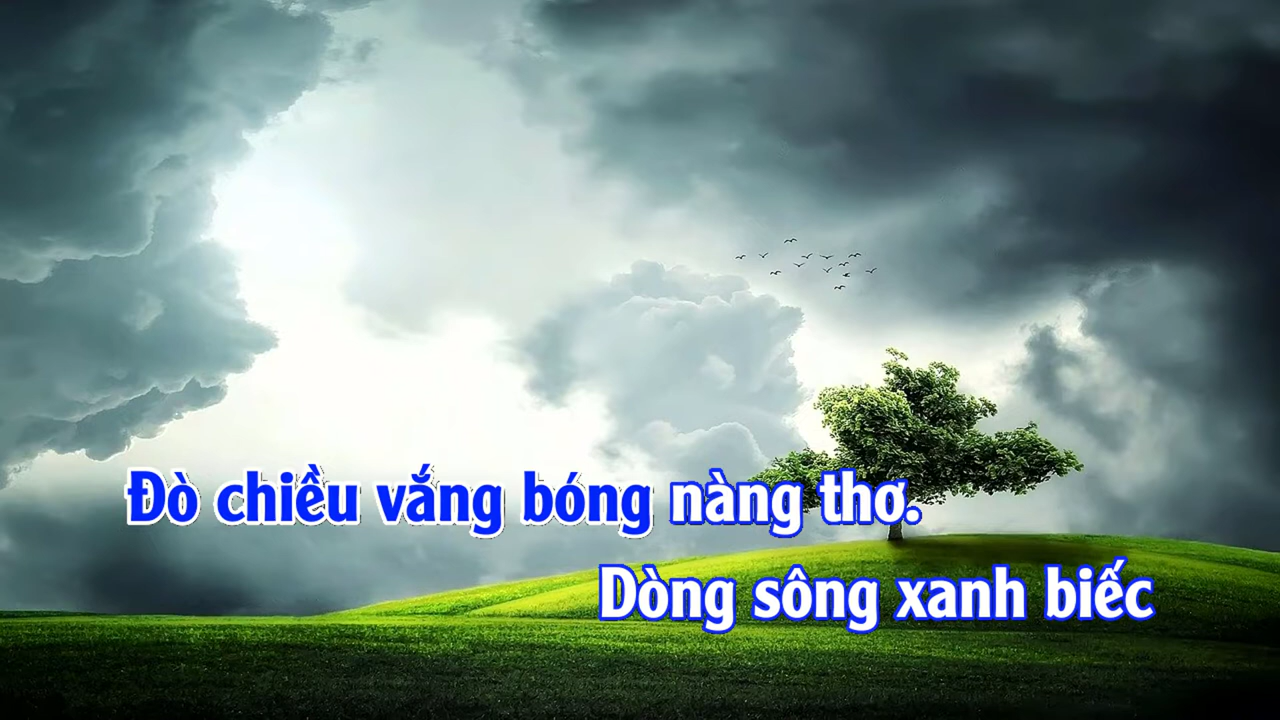 Đò chiều vắng bóng nàng thơ.
Dòng sông xanh biếc